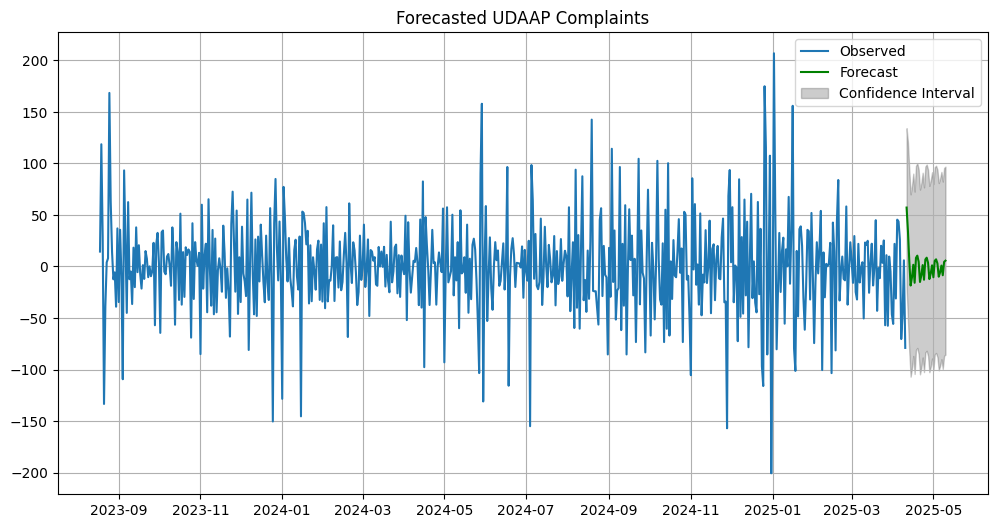 Forecasted UDAAP Complaints
Observed
Forecast
Confidence Interval
200
150
100
50
0
−50
−100
−150
−200
2023-09 2023-11 2024-01 2024-03 2024-05 2024-07 2024-09 2024-11 2025-01 2025-03 2025-05